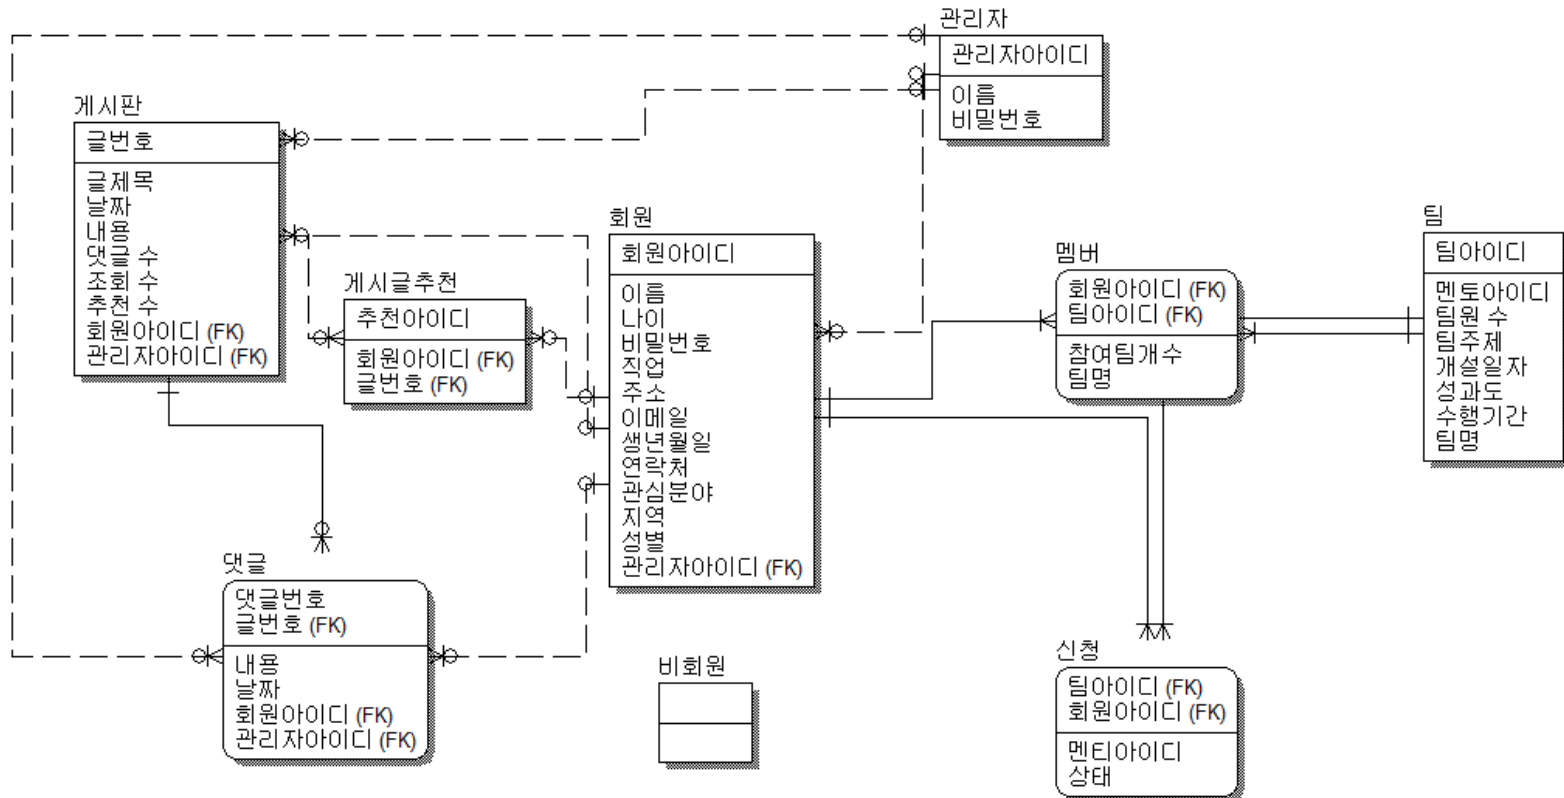 관리자
관리자아이디
이름
비밀번호
게시판
글번호
글제목
날짜
내용
댓글 수
조회 수
추천 수
회원아이디 (FK)
관리자아이디 (FK)
게시글추천
추천아이디
회원아이디 (FK)
글번호 (FK)
회원
회원아이디
이름
나이
비밀번호
직업
주소
이메일
생년월일
연락처
관심분야
지역
성별
관리자아이디 (FK)
멤버
회원아이디 (FK)
팀아이디 (FK)
참여팀개수
팀명
팀
팀아이디
멘토아이디
팀원 수
팀주제
개설일자
성과도
수행기간
팀명
댓글
댓글번호
글번호 (FK)
내용
날짜
회원아이디 (FK)
관리자아이디 (FK)
비회원
신청
팀아이디 (FK)
회원아이디 (FK)
멘티아이디
상태